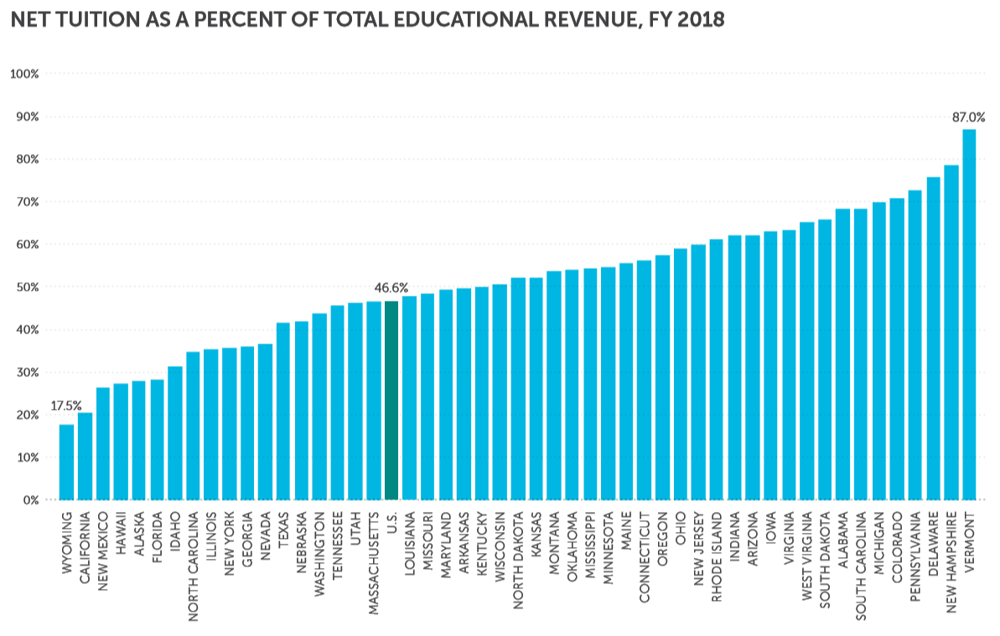 NET TUITION AS A PERCENT OF TOTAL EDUCATIONAL REVENUE, FY 2018
100%
90%
80%
70%
60%
50%
40%
30%
20%
10%
0%
17.5%
46.6%
87.0%
WYOMING
CALIFORNIA
NEW MEXICO
HAWAII
ALASKA
FLORIDA
IDAHO
NORTH CAROLINA
ILLINOIS
NEW YORK
GEORGIA
NEVADA
TEXAS
NEBRASKA
WASHINGTON
TENNESSEE
UTAH
MASSACHUSETTS
U.S.
LOUISIANA
MISSOURI
MARYLAND
ARKANSAS
KENTUCKY
WISCONSIN
NORTH DAKOTA
KANSAS
MONTANA
OKLAHOMA
MISSISSIPPI
MINNESOTA
MAINE
CONNECTICUT
OREGON
OHIO
NEW JERSEY
RHODE ISLAND
INDIANA
ARIZONA
IOWA
VIRGINIA
WEST VIRGINIA
SOUTH DAKOTA
ALABAMA
SOUTH CAROLINA
MICHIGAN
COLORADO
PENNSYLVANIA
DELAWARE
NEW HAMPSHIRE
VERMONT